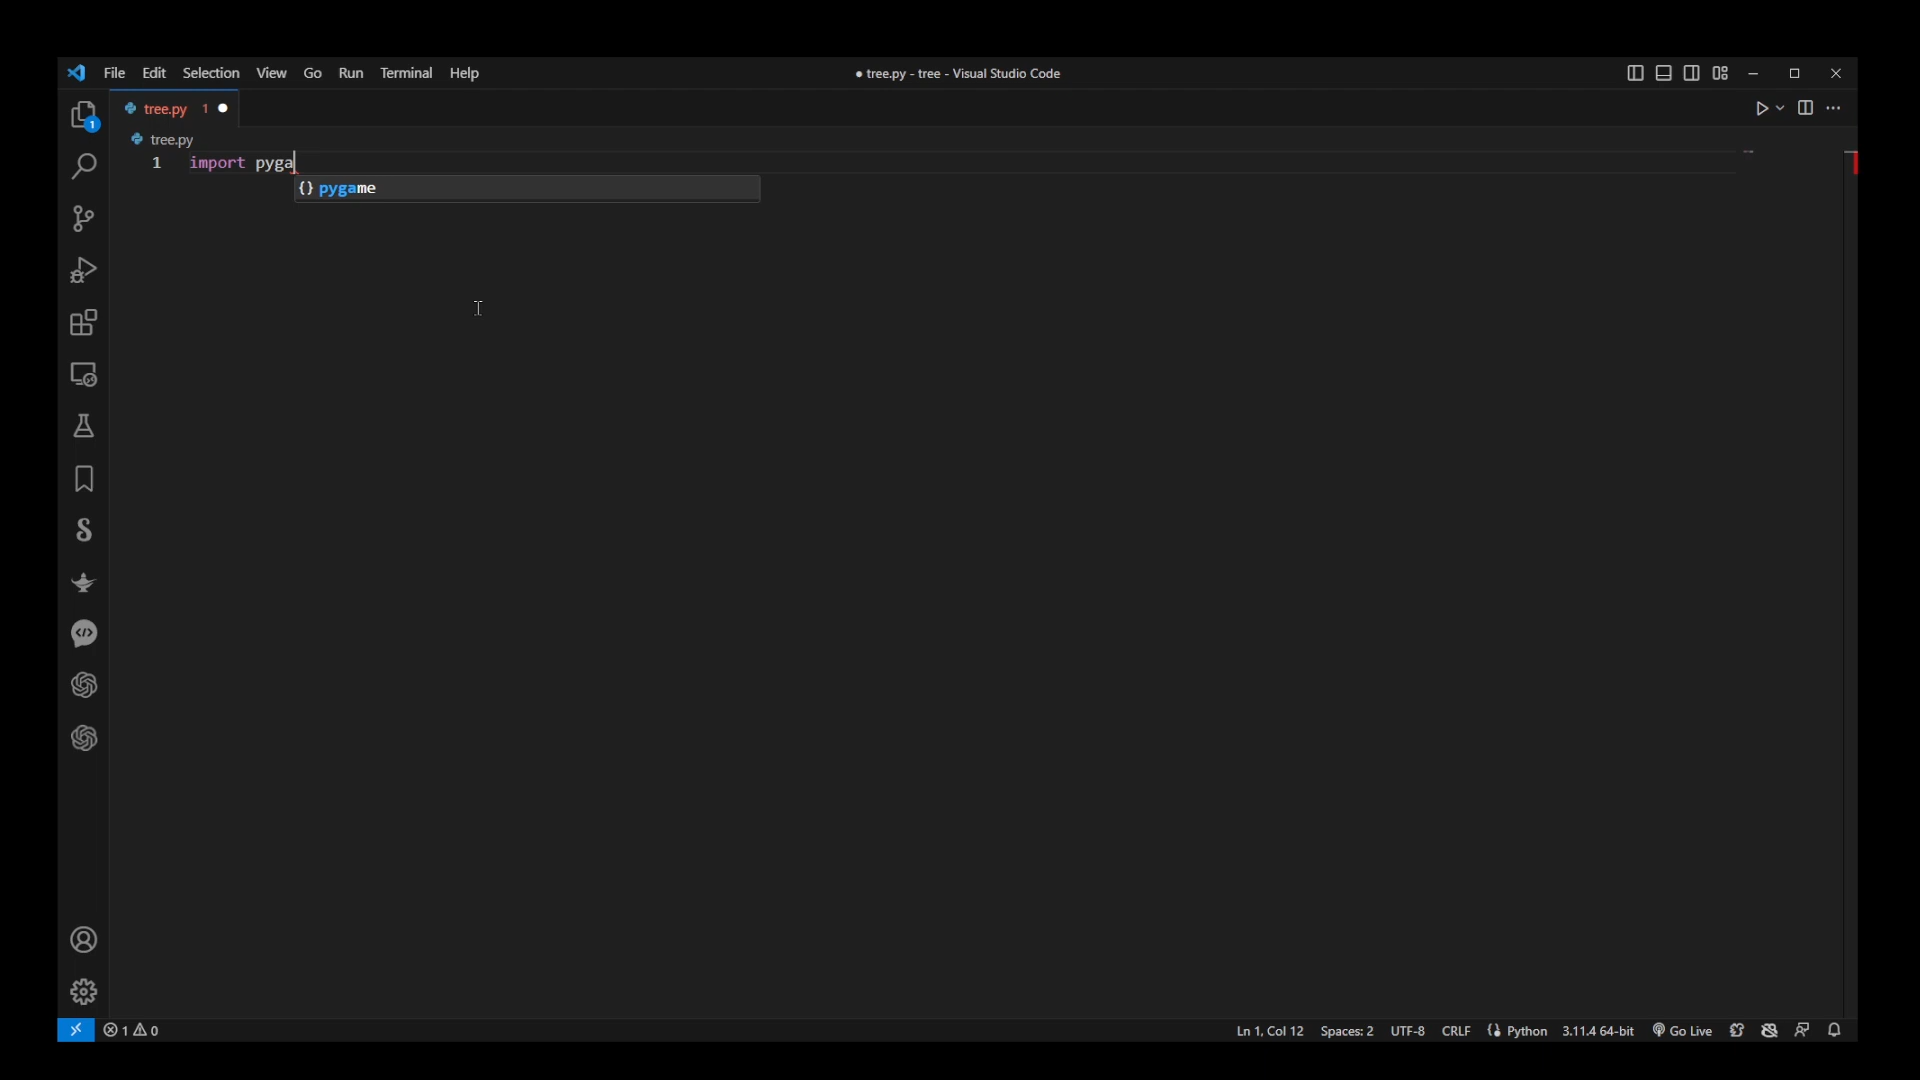 File Edit Selection View Go Run Terminal Help
● tree.py - tree - Visual Studio Code
tree.py 1
tree.py
1 import pyga
{} pygame
1
1 0
Ln 1, Col 12 Spaces: 2 UTF-8 CRLF Python 3.11.4 64-bit Go Live